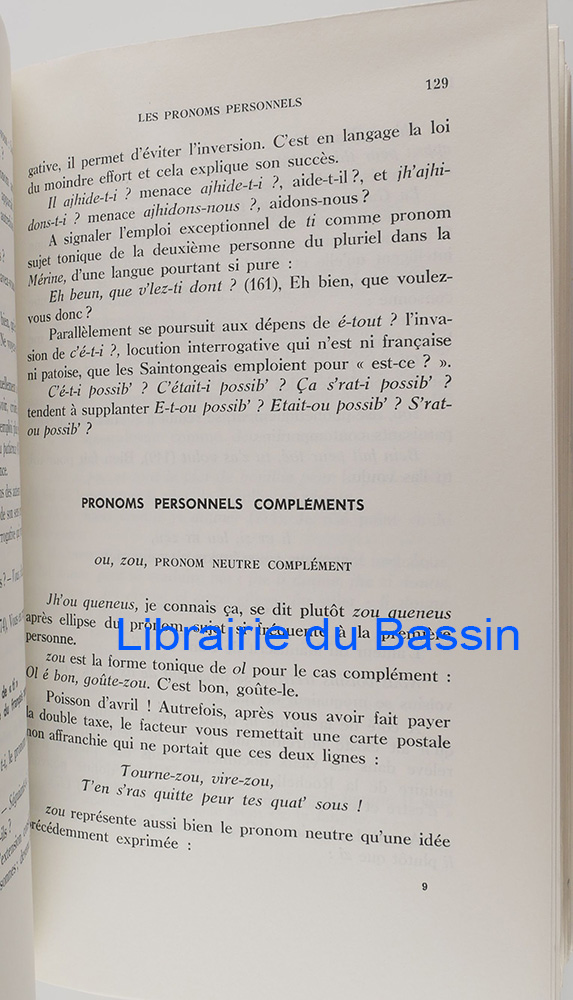 129
LES PRONOMS PERSONNELS
gative, il permet d'éviter l'inversion. C'est en langage la loi
du moindre effort et cela explique son succès.
Il ajhide-t-i ? menace ajhide-t-i ?, aide-t-il ?, et jh'ajhi-
dons-t-i ? menace ajhidons-nous ?, aidons-nous ?
A signaler l'emploi exceptionnel de ti comme pronom
sujet tonique de la deuxième personne du pluriel dans la
Mérine, d'une langue pourtant si pure :
Eh beun, que v'lez-ti dont ? (161), Eh bien, que voulez-
vous donc ?
Parallèlement se poursuit aux dépens de é-tout ? l'inva-
sion de c'é-t-i ?, locution interrogative qui n'est ni française
ni patoise, que les Saintongeais emploient pour « est-ce ? ».
C'é-t-i possib' ? C'était-i possib' ? Ça s'rat-i possib' ?
tendent à supplanter E-t-ou possib' ? Etait-ou possib' ? S'rat-
ou possib' ?
PRONOMS PERSONNELS COMPLÉMENTS
ou, zou, PRONOM NEUTRE COMPLÉMENT
Jh'ou queneus, je connais ça, se dit plutôt zou queneus
après ellipse du pronom sujet si fréquente à la première
personne.
Librairie du Bassin
zou est la forme tonique de ol pour le cas complément :
Ol é bon, goûte-zou. C'est bon, goûte-le.
Poisson d'avril ! Autrefois, après vous avoir fait payer
la double taxe, le facteur vous remettait une carte postale
non affranchie qui ne portait que ces deux lignes :
Tourne-zou, vire-zou,
T'en s'ras quitte peur tes quat' sous !
zou représente aussi bien le pronom neutre qu'une idée
précédemment exprimée :
9